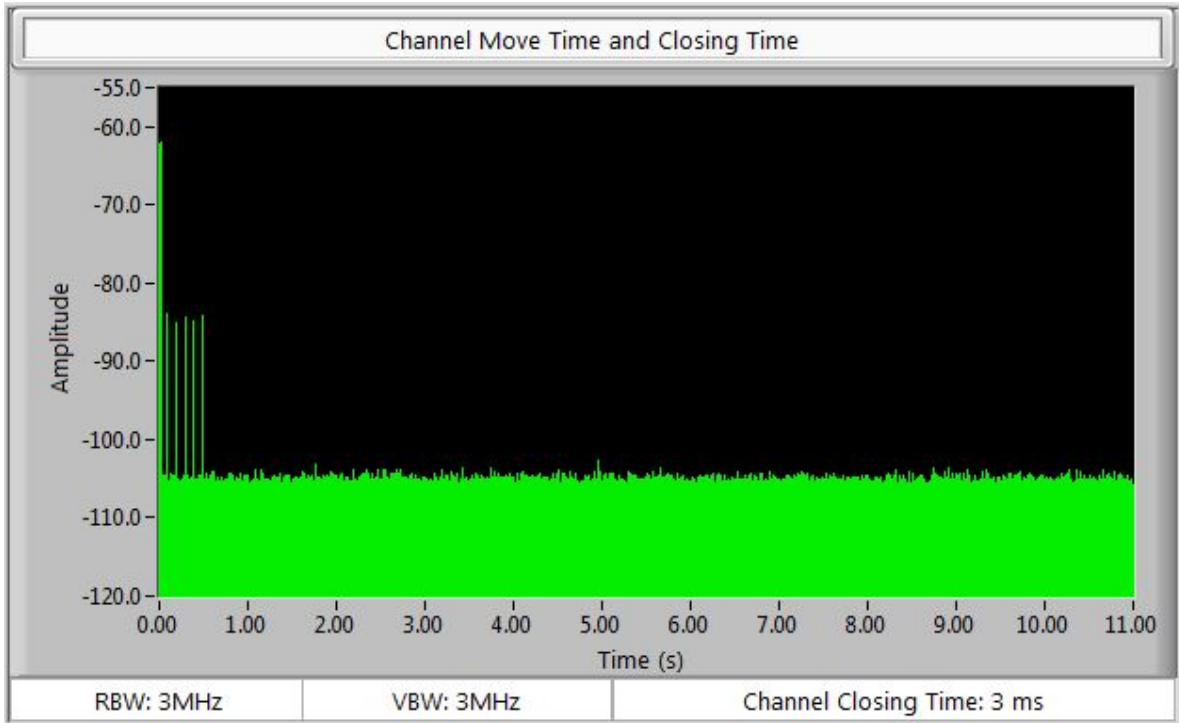 Channel Move Time and Closing Time
-55.0
-60.0
-70.0
-80.0
-90.0
-100.0
-110.0
-120.0
Amplitude
0.00 1.00 2.00 3.00 4.00 5.00 6.00 7.00 8.00 9.00 10.00 11.00
Time (s)
RBW: 3MHz VBW: 3MHz Channel Closing Time: 3 ms